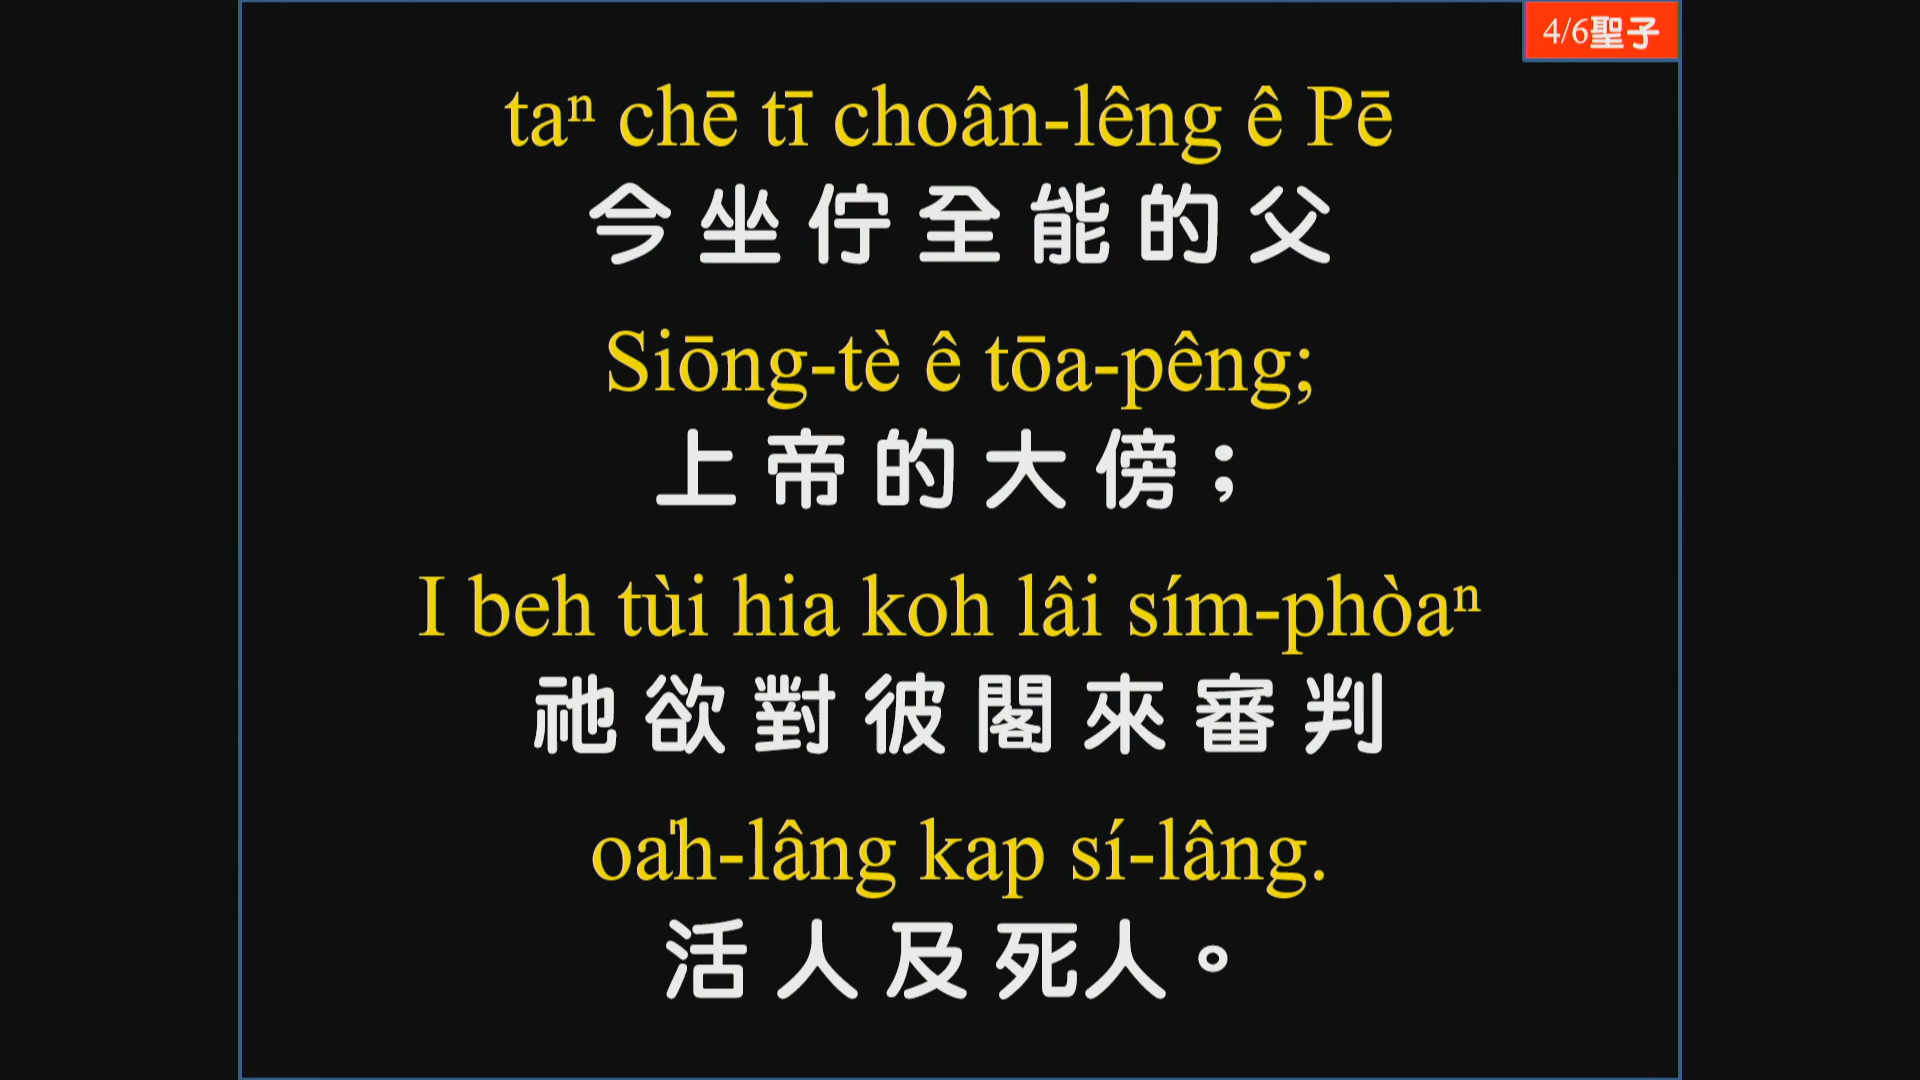 4/6聖子
taⁿ chē tī choân-lêng ê Pē
今坐佇全能的父
Siōng-tè ê tōa-pêng;
上帝的大傍；
I beh tùi hia koh lâi sím-phòaⁿ
祂欲對彼閣來審判
oa̍h-lâng kap sí-lâng.
活人及死人。